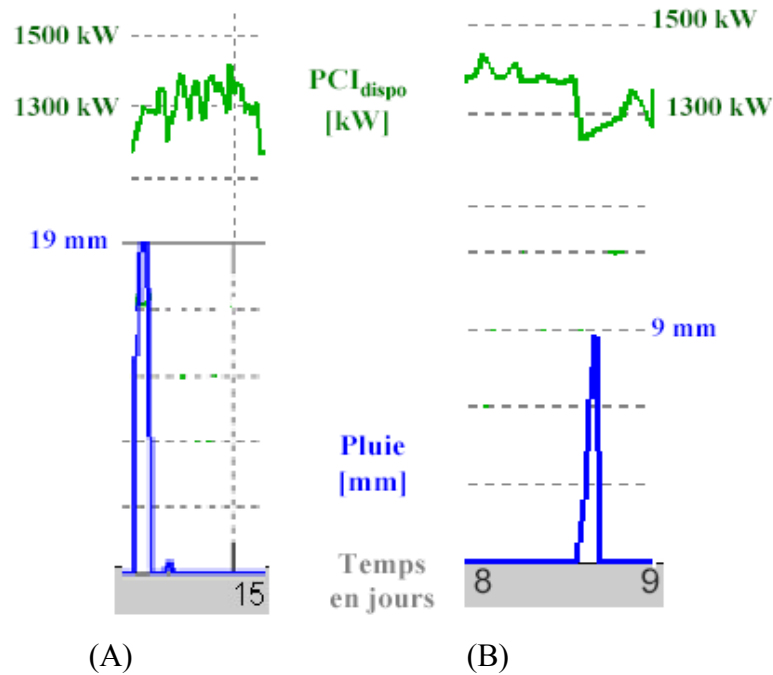 1500 kW
1300 kW
PCIdispo
[kW]
1500 kW
1300 kW
19 mm
9 mm
Pluie
[mm]
Temps
en jours
15
8
9
(A)
(B)